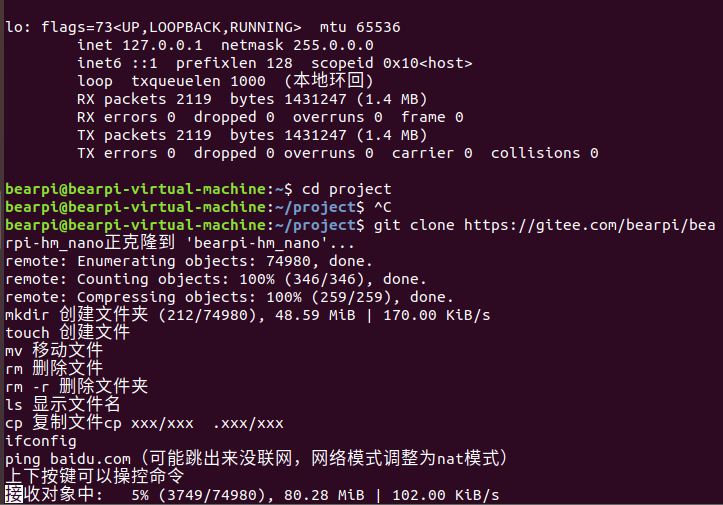 lo: flags=73<UP,LOOPBACK,RUNNING>  mtu 65536
        inet 127.0.0.1  netmask 255.0.0.0
        inet6 ::1  prefixlen 128  scopeid 0x10<host>
        loop  txqueuelen 1000  (本地环回)
        RX packets 2119  bytes 1431247 (1.4 MB)
        RX errors 0  dropped 0  overruns 0  frame 0
        TX packets 2119  bytes 1431247 (1.4 MB)
        TX errors 0  dropped 0 overruns 0  carrier 0  collisions 0
bearpi@bearpi-virtual-machine:~$ cd project
bearpi@bearpi-virtual-machine:~/project$ ^C
bearpi@bearpi-virtual-machine:~/project$ git clone https://gitee.com/bearpi/bea
rpi-hm_nano正克隆到 'bearpi-hm_nano'...
remote: Enumerating objects: 74980, done.
remote: Counting objects: 100% (346/346), done.
remote: Compressing objects: 100% (259/259), done.
mkdir 创建文件夹 (212/74980), 48.59 MiB | 170.00 KiB/s
touch 创建文件
mv 移动文件
rm 删除文件
rm -r 删除文件夹
ls 显示文件名
cp 复制文件cp xxx/xxx  .xxx/xxx
ifconfig
ping baidu.com（可能跳出来没联网，网络模式调整为nat模式）
上下按键可以操控命令
接收对象中:   5% (3749/74980), 80.28 MiB | 102.00 KiB/s